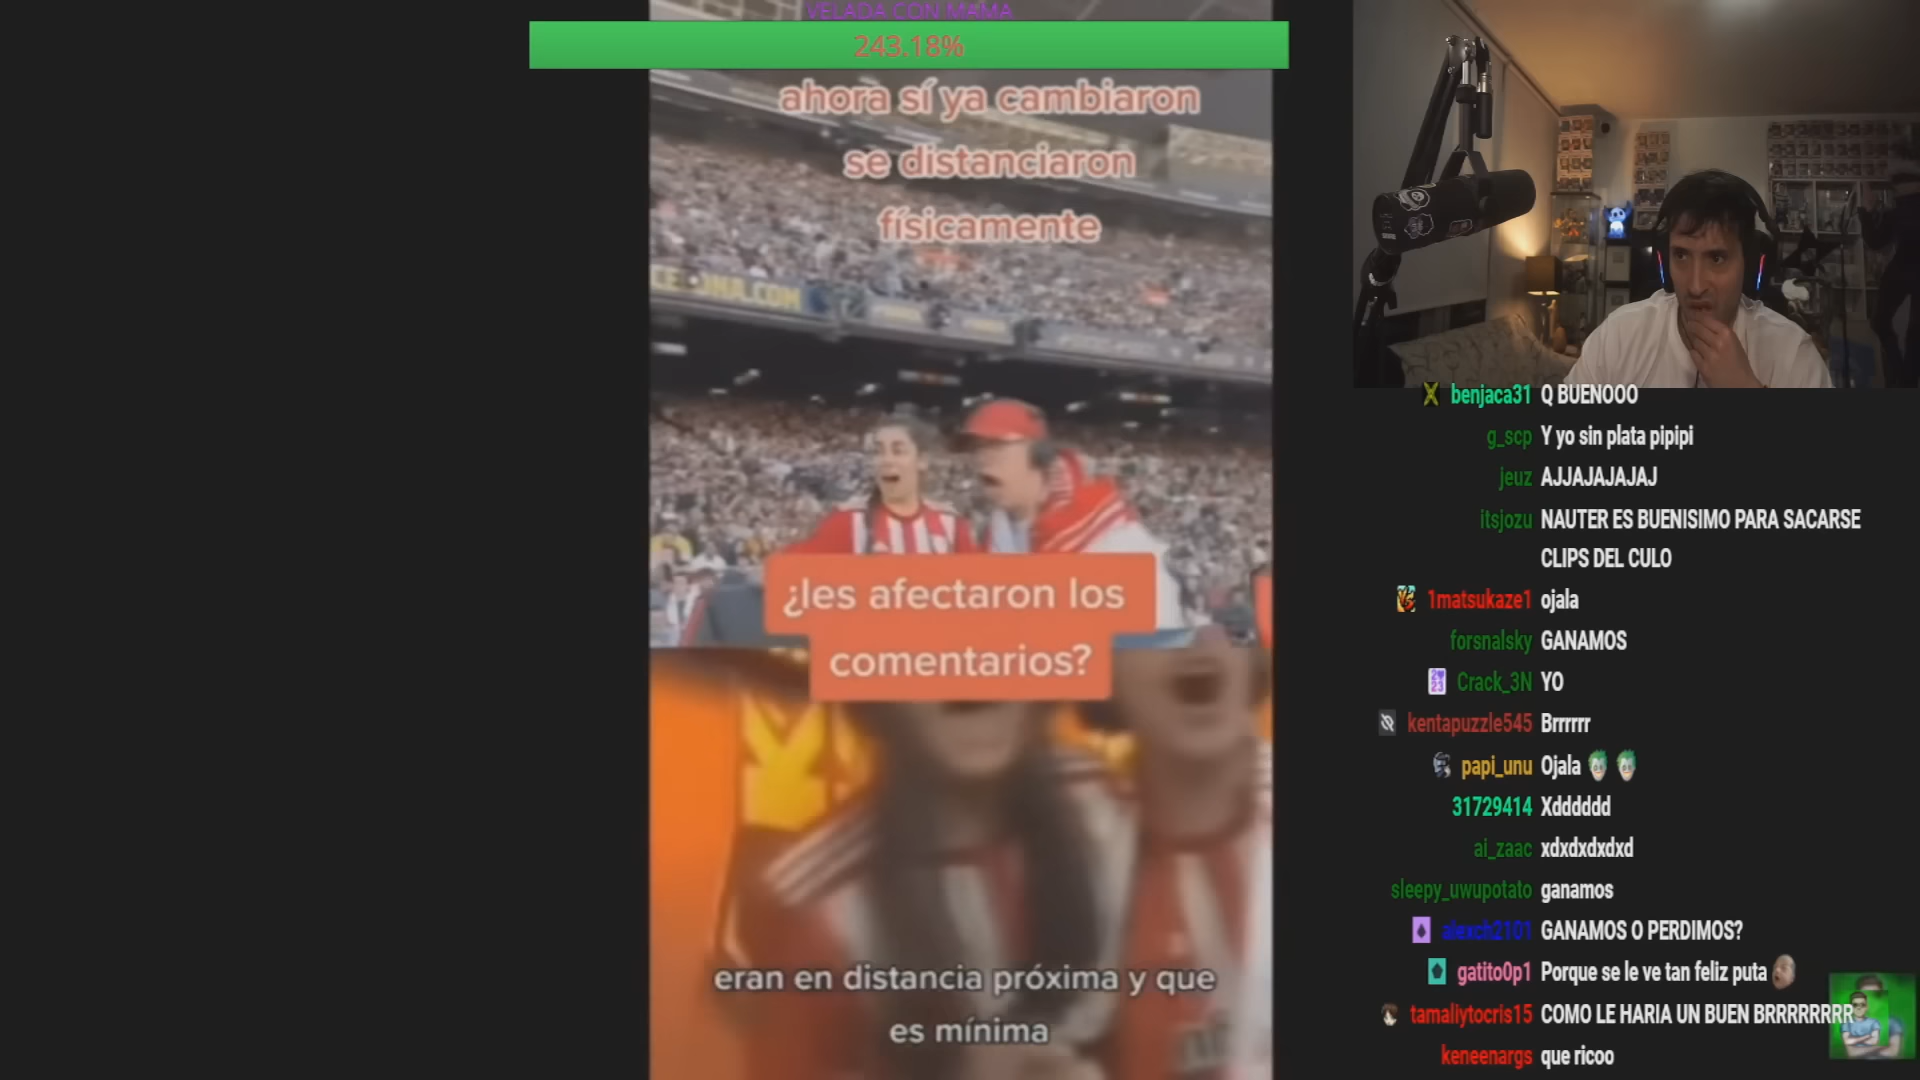 VELADA CON MAMA
243.18%
ahora sí ya cambiaron
se distanciaron
físicamente
¿les afectaron los
comentarios?
eran en distancia próxima y que
es mínima
benjaca31 Q BUENOOO
g_scp Y yo sin plata pipipi
jeuz AJJAJAJAJAJ
itsjozu NAUTER ES BUENISIMO PARA SACARSE
CLIPS DEL CULO
1matsukaze1 ojala
forsnalsky GANAMOS
Crack_3N YO
kentapuzzle545 Brrrrrr
papi_unu Ojala
31729414 Xdddddd
ai_zaac xdxdxdxdxd
sleepy_uwupotato ganamos
alexch2101 GANAMOS O PERDIMOS?
gatito0p1 Porque se le ve tan feliz puta
tamaliytocris15 COMO LE HARIA UN BUEN BRRRRRRRR
keneenargs que ricoo